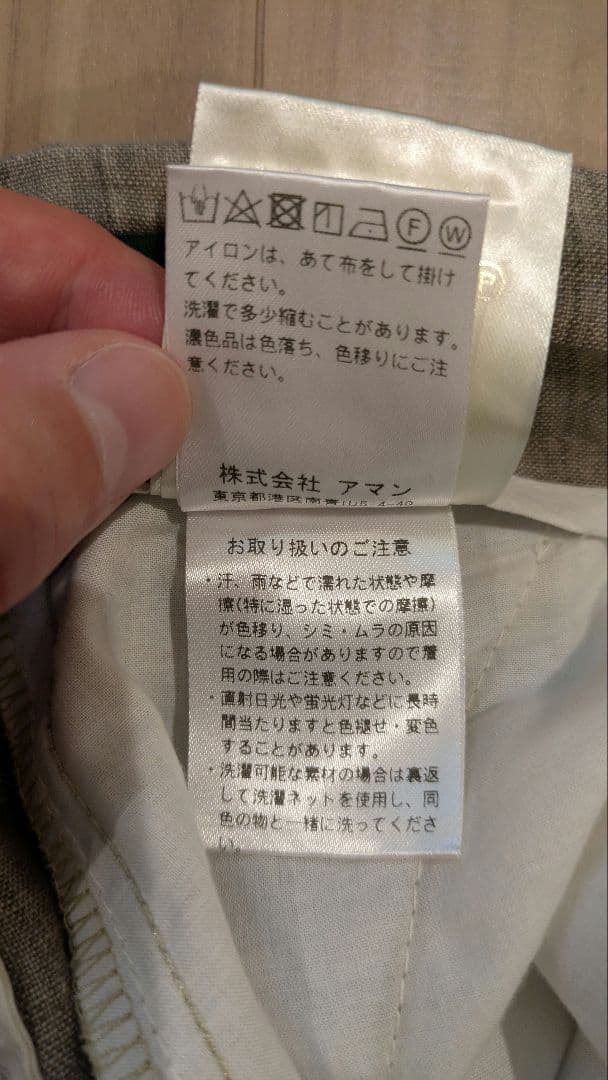 F W
アイロンは、あて布をして掛け
てください。
洗濯で多少縮むことがあります。
濃色品は色落ち、色移りにご注
意ください。
株式会社 アマン
東京都港区南青山5-4-
お取り扱いのご注意
・汗、雨などで濡れた状態や摩
擦(特に湿った状態での摩擦)
が色移り、シミ・ムラの原因
になる場合がありますので着
用の際はご注意ください。
・直射日光や蛍光灯などに長時
間当たりますと色褪せ・変色
することがあります。
・洗濯可能な素材の場合は裏返
して洗濯ネットを使用し、同
色の物と一緒に洗ってくださ
い。